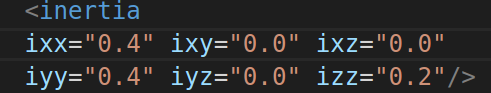 <inertia
ixx="0.4" ixy="0.0" ixz="0.0"
iyy="0.4" iyz="0.0" izz="0.2"/>